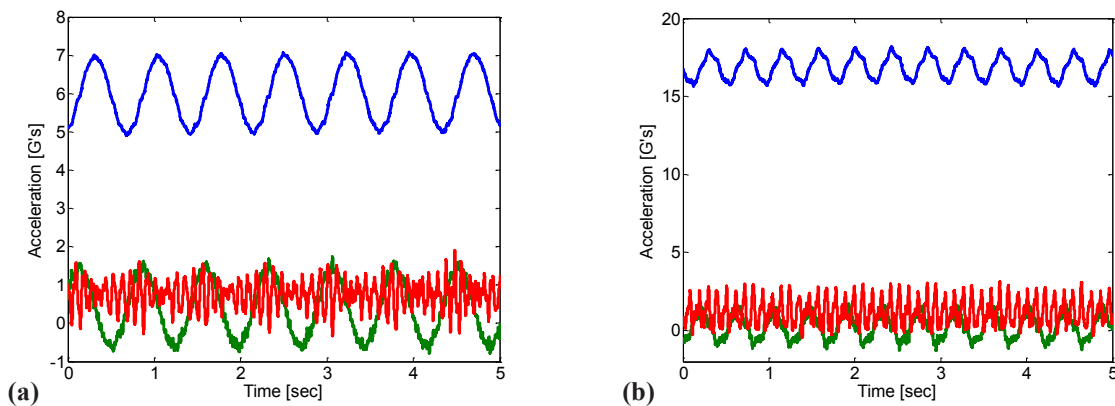 8
7
6
5
4
3
2
1
0
-1
Acceleration [G's]
0 1 2 3 4 5
Time [sec]
(a)
20
15
10
5
0
Acceleration [G's]
0 1 2 3 4 5
Time [sec]
(b)